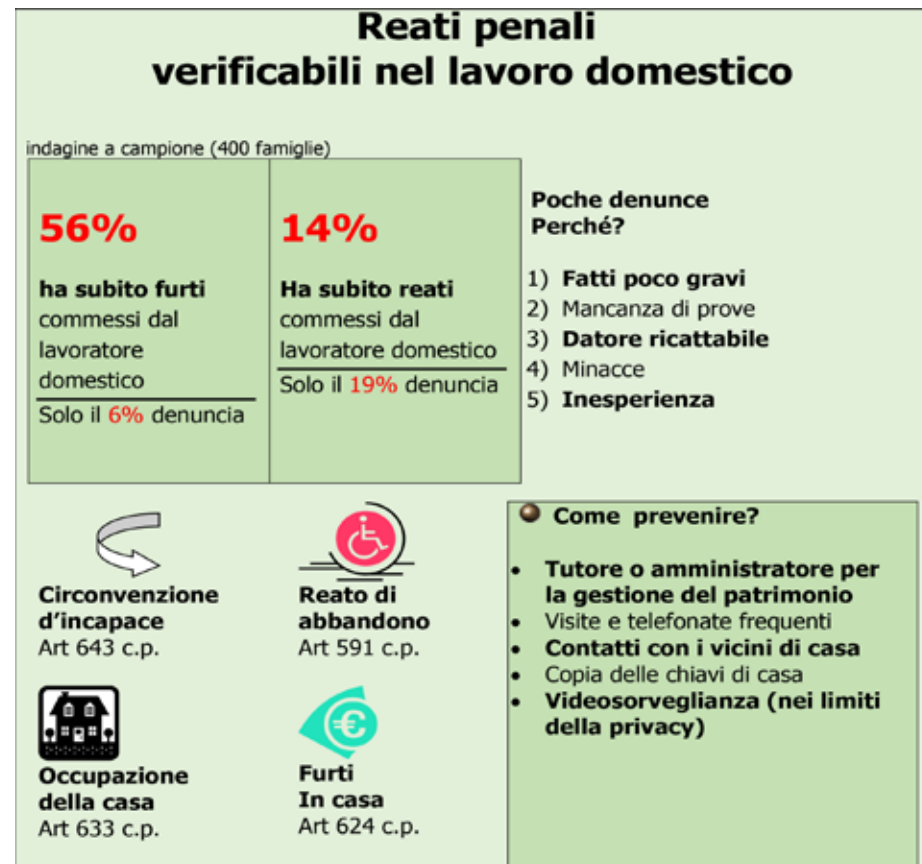 Reati penali
verificabili nel lavoro domestico
indagine a campione (400 famiglie)
56%
ha subito furti
commessi dal
lavoratore
domestico
Solo il 6% denuncia
14%
Ha subito reati
commessi dal
lavoratore domestico
Solo il 19% denuncia
Poche denunce
Perché?
1) Fatti poco gravi
2) Mancanza di prove
3) Datore ricattabile
4) Minacce
5) Inesperienza
Circonvenzione
d'incapace
Art 643 c.p.
Reato di
abbandono
Art 591 c.p.
Occupazione
della casa
Art 633 c.p.
€
Furti
In casa
Art 624 c.p.
Come prevenire?
• Tutore o amministratore per
la gestione del patrimonio
• Visite e telefonate frequenti
• Contatti con i vicini di casa
• Copia delle chiavi di casa
• Videosorveglianza (nei limiti
della privacy)